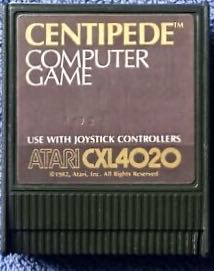 CENTIPEDE™
COMPUTER
GAME
USE WITH JOYSTICK CONTROLLERS
ATARI CXL4020
©1982, Atari, Inc. All Rights Reserved